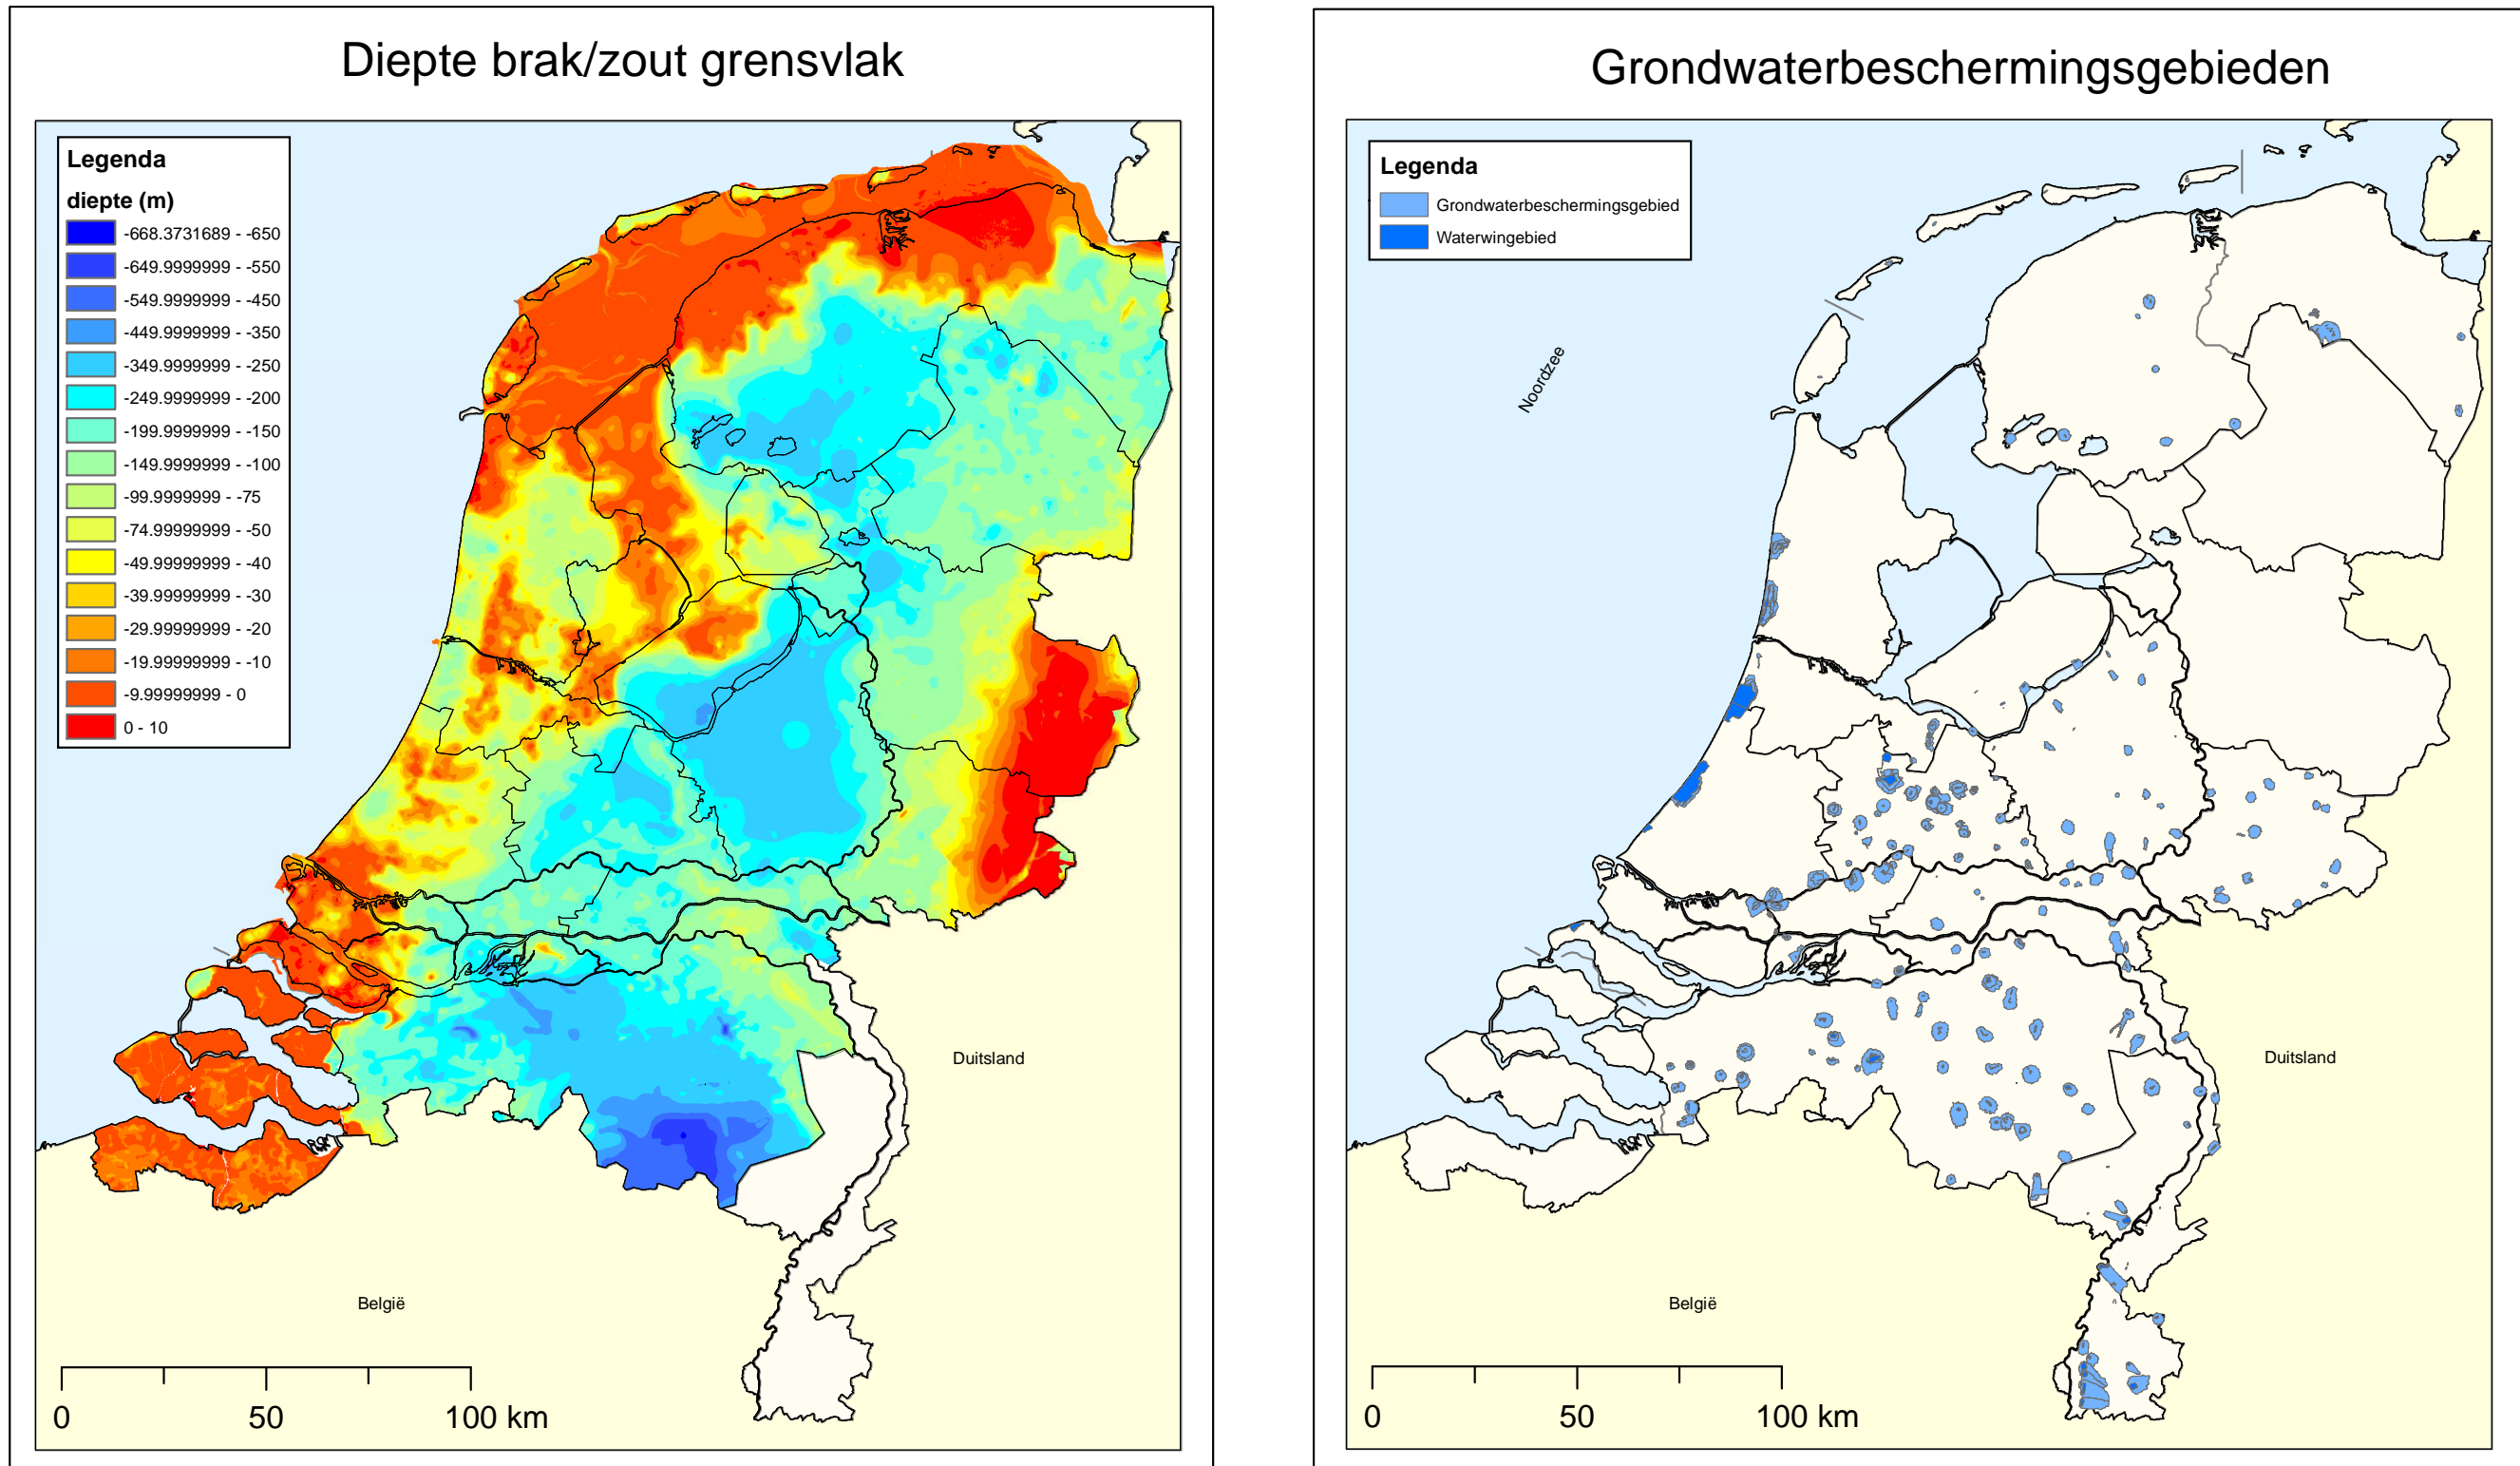 Diepte brak/zout grensvlak
Legenda
diepte (m)
-668.3731689 - -650
-649.9999999 - -550
-549.9999999 - -450
-449.9999999 - -350
-349.9999999 - -250
-249.9999999 - -200
-199.9999999 - -150
-149.9999999 - -100
-99.9999999 - -75
-74.99999999 - -50
-49.99999999 - -40
-39.99999999 - -30
-29.99999999 - -20
-19.99999999 - -10
-9.99999999 - 0
0 - 10
Duitsland
België
0 50 100 km
Grondwaterbeschermingsgebieden
Legenda
Grondwaterbeschermingsgebied
Waterwingebied
Noordzee
Duitsland
België
0 50 100 km